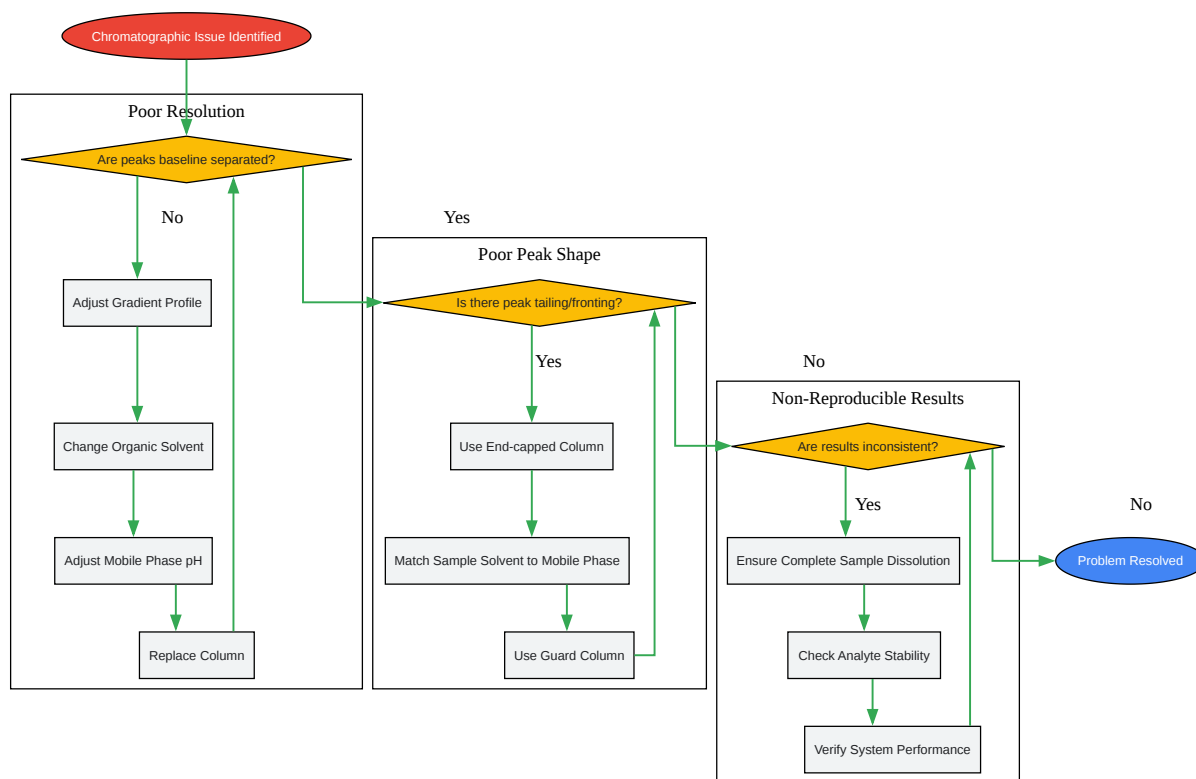 Chromatographic Issue Identified
Poor Resolution
Are peaks baseline separated?
No
Adjust Gradient Profile
Change Organic Solvent
Adjust Mobile Phase pH
Replace Column
Yes
Poor Peak Shape
Is there peak tailing/fronting?
Yes
Use End-capped Column
Match Sample Solvent to Mobile Phase
Use Guard Column
No
Non-Reproducible Results
Are results inconsistent?
Yes
Ensure Complete Sample Dissolution
Check Analyte Stability
Verify System Performance
No
Problem Resolved